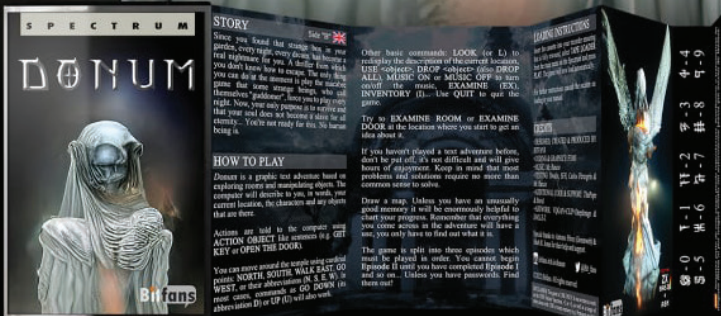 SPECTRUM
DONUM
Bitfans
STORY
Side "B"
Since you found that strange box in your
garden, every night, every dream, has become a
real nightmare for you. A thriller from which
you don't know how to escape. The only thing
you can do at the moment is play the macabre
game that some strange beings, who call
themselves "guddomer", force you to play every
night. Now, your only purpose is to survive and
that your soul does not become a slave for all
eternity... You're not ready for this. No human
being is.
HOW TO PLAY
Donum is a graphic text adventure based on
exploring rooms and manipulating objects. The
computer will describe to you, in words, your
current location, the characters and any objects
that are there.
Actions are told to the computer using
ACTION OBJECT like sentences (e.g. GET
KEY or OPEN THE DOOR).
You can move around the temple using cardinal
points: NORTH, SOUTH, WALK EAST, GO
WEST, or their abbreviations (N, S, E, W), in
most cases, commands as GO DOWN (its
abbreviation D) or UP (U) will also work.
Other basic commands: LOOK (or L) to
redisplay the description of the current location,
USE <object>, DROP <object> (also DROP
ALL), MUSIC ON or MUSIC OFF to turn
on/off the music, EXAMINE (EX),
INVENTORY (I)... Use QUIT to quit the
game.
Try to EXAMINE ROOM or EXAMINE
DOOR at the location where you start to get an
idea about it.
If you haven't played a text adventure before,
don't be put off, it's not difficult and will give
hours of enjoyment. Keep in mind that most
problems and solutions require no more than
common sense to solve.
Draw a map. Unless you have an unusually
good memory it will be enormously helpful to
chart your progress. Remember that everything
you come across in the adventure will have a
use, you only have to find out what it is.
The game is split into three episodes which
must be played in order. You cannot begin
Episode II until you have completed Episode I
and so on... Unless you have passwords. Find
them out!
LOADING INSTRUCTIONS
CREDITS
Bitfans
-0 -1 -2 -3 -4
-5 -6 -7 -8 -9